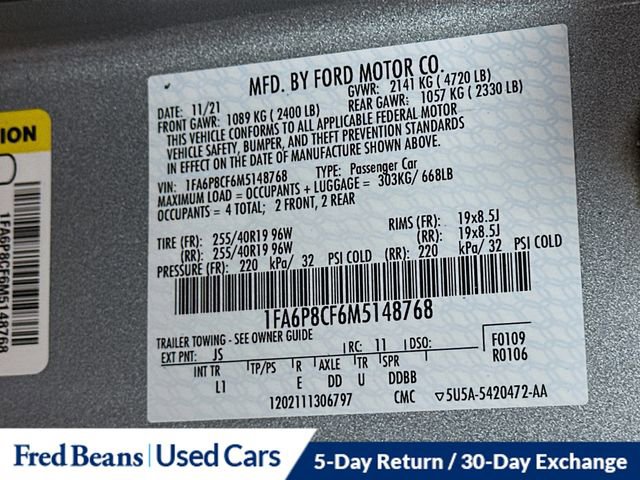 MFD. BY FORD MOTOR CO.
DATE: 11/21 GVWR: 2141 KG ( 4720 LB)
FRONT GAWR: 1089 KG ( 2400 LB) REAR GAWR: 1057 KG ( 2330 LB)
THIS VEHICLE CONFORMS TO ALL APPLICABLE FEDERAL MOTOR
VEHICLE SAFETY, BUMPER, AND THEFT PREVENTION STANDARDS
IN EFFECT ON THE DATE OF MANUFACTURE SHOWN ABOVE.
VIN: 1FA6P8CF6M5148768 TYPE: Passenger Car
MAXIMUM LOAD = OCCUPANTS + LUGGAGE = 303KG/ 668LB
OCCUPANTS = 4 TOTAL; 2 FRONT, 2 REAR
TIRE (FR): 255/40R19 96W RIMS (FR): 19x8.5J
(RR): 255/40R19 96W (RR): 19x8.5J
PRESSURE (FR): 220 kPa/ 32 PSI COLD (RR): 220 kPa/ 32 PSI COLD
1FA6P8CF6M5148768
TRAILER TOWING - SEE OWNER GUIDE
EXT PNT: JS RC: 11 DSO: F0109
INT TR TP/PS R AXLE TR SPR R0106
L1 E DD U DDBB
1202111306797 CMC ▽5U5A-5420472-AA
TION
1FA6P8CF6M5148768
Fred Beans Used Cars 5-Day Return / 30-Day Exchange